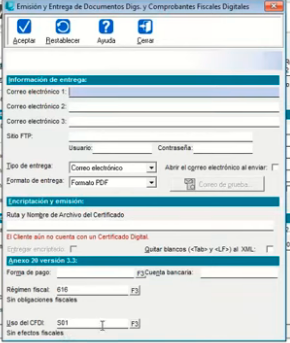 Emisión y Entrega de Documentos Digs. y Comprobantes Fiscales Digitales
Aceptar Restablecer Ayuda Cerrar
Información de entrega:
Correo electrónico 1:
Correo electrónico 2:
Correo electrónico 3:
Sitio FTP:
Usuario: Contraseña:
Tipo de entrega: Correo electrónico Abrir el correo electrónico al enviar:
Formato de entrega: Formato PDF Correo de prueba...
Encriptación y emisión:
Ruta y Nombre de Archivo del Certificado
El Cliente aún no cuenta con un Certificado Digital.
Entregar encriptado: Quitar blancos (<Tab> y <LF>) al XML:
Anexo 20 versión 3.3:
Forma de pago: F3 Cuenta bancaria: F3
Régimen fiscal: 616 F3
Sin obligaciones fiscales
Uso del CFDI: S01 F3
Sin efectos fiscales